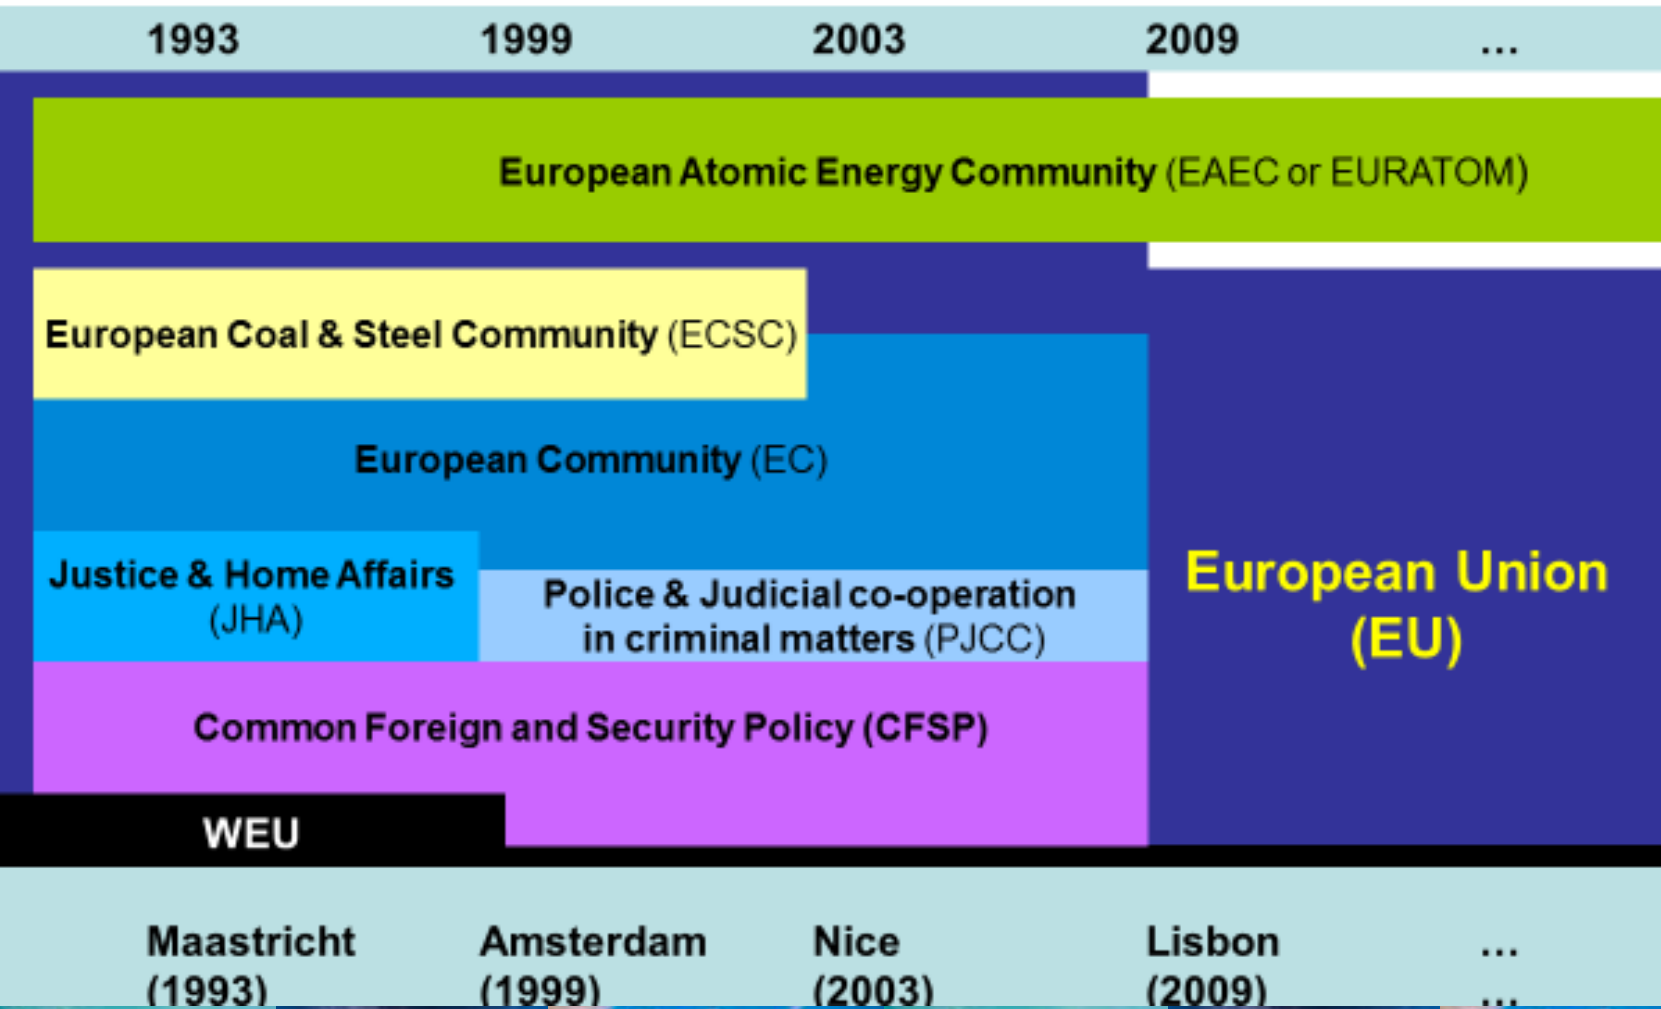 1993 1999 2003 2009 ...
European Atomic Energy Community (EAEC or EURATOM)
European Coal & Steel Community (ECSC)
European Community (EC)
Justice & Home Affairs
(JHA)
Police & Judicial co-operation
in criminal matters (PJCC)
European Union
(EU)
Common Foreign and Security Policy (CFSP)
WEU
Maastricht Amsterdam Nice Lisbon ...
(1993) (1999) (2003) (2009) ...